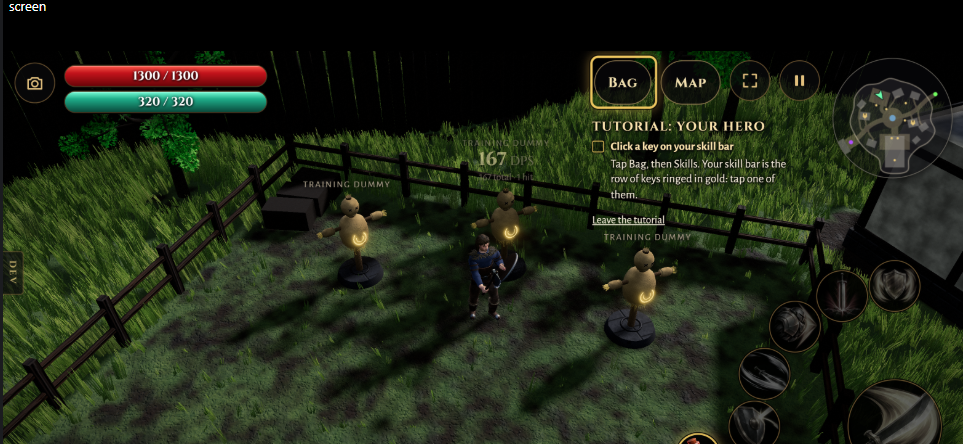 screen
1300 / 1300
320 / 320
BAG
MAP
TUTORIAL: YOUR HERO
Click a key on your skill bar
Tap Bag, then Skills. Your skill bar is the
row of keys ringed in gold: tap one of
them.
Leave the tutorial
TRAINING DUMMY
167 DPS
TRAINING DUMMY
TRAINING DUMMY
DEV